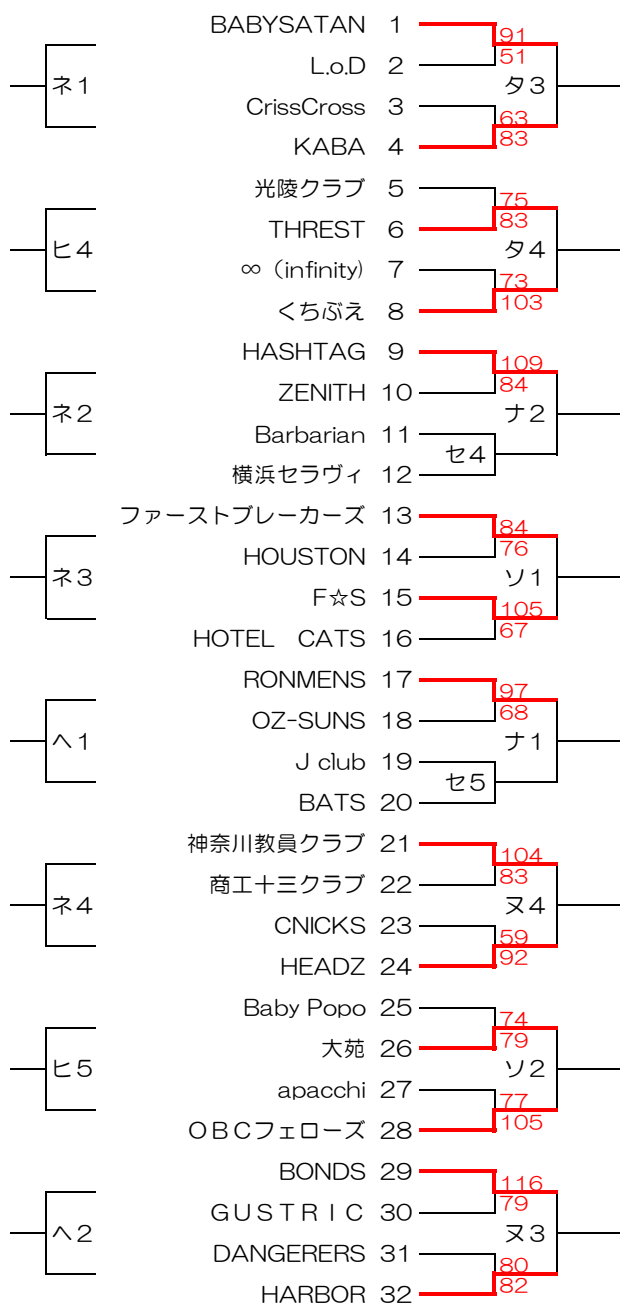 BABYSATAN 1
91
51
L.o.D 2
ネ1
タ3
CrissCross 3
63
83
KABA 4
光陵クラブ 5
75
83
THREST 6
ヒ4
タ4
∞（infinity) 7
73
103
くちぶえ 8
HASHTAG 9
109
84
ZENITH 10
ネ2
ナ2
Barbarian 11
セ4
横浜セラヴィ 12
ファーストブレーカーズ 13
84
76
HOUSTON 14
ネ3
ソ1
F☆S 15
105
67
HOTEL　CATS 16
RONMENS 17
97
68
OZ-SUNS 18
ヘ1
ナ1
J club 19
セ5
BATS 20
神奈川教員クラブ 21
104
83
商工十三クラブ 22
ネ4
ヌ4
CNICKS 23
59
92
HEADZ 24
Baby Popo 25
74
79
大苑 26
ヒ5
ソ2
apacchi 27
77
105
ＯＢＣフェローズ 28
BONDS 29
116
79
ＧＵＳＴＲＩＣ 30
ヘ2
ヌ3
DANGERERS 31
80
82
HARBOR 32